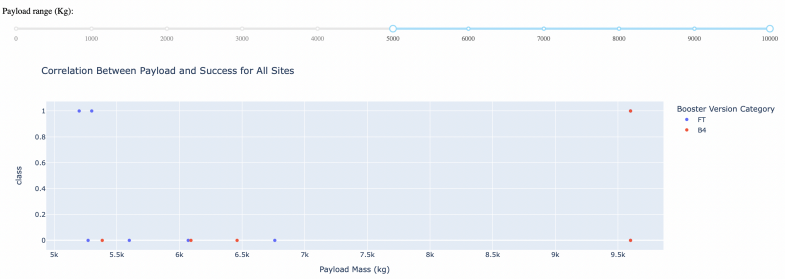 Payload range (Kg):
0 1000 2000 3000 4000 5000 6000 7000 8000 9000 10000
Correlation Between Payload and Success for All Sites
Booster Version Category
FT
B4
1
0.8
0.6
0.4
0.2
0
class
5k 5.5k 6k 6.5k 7k 7.5k 8k 8.5k 9k 9.5k
Payload Mass (kg)